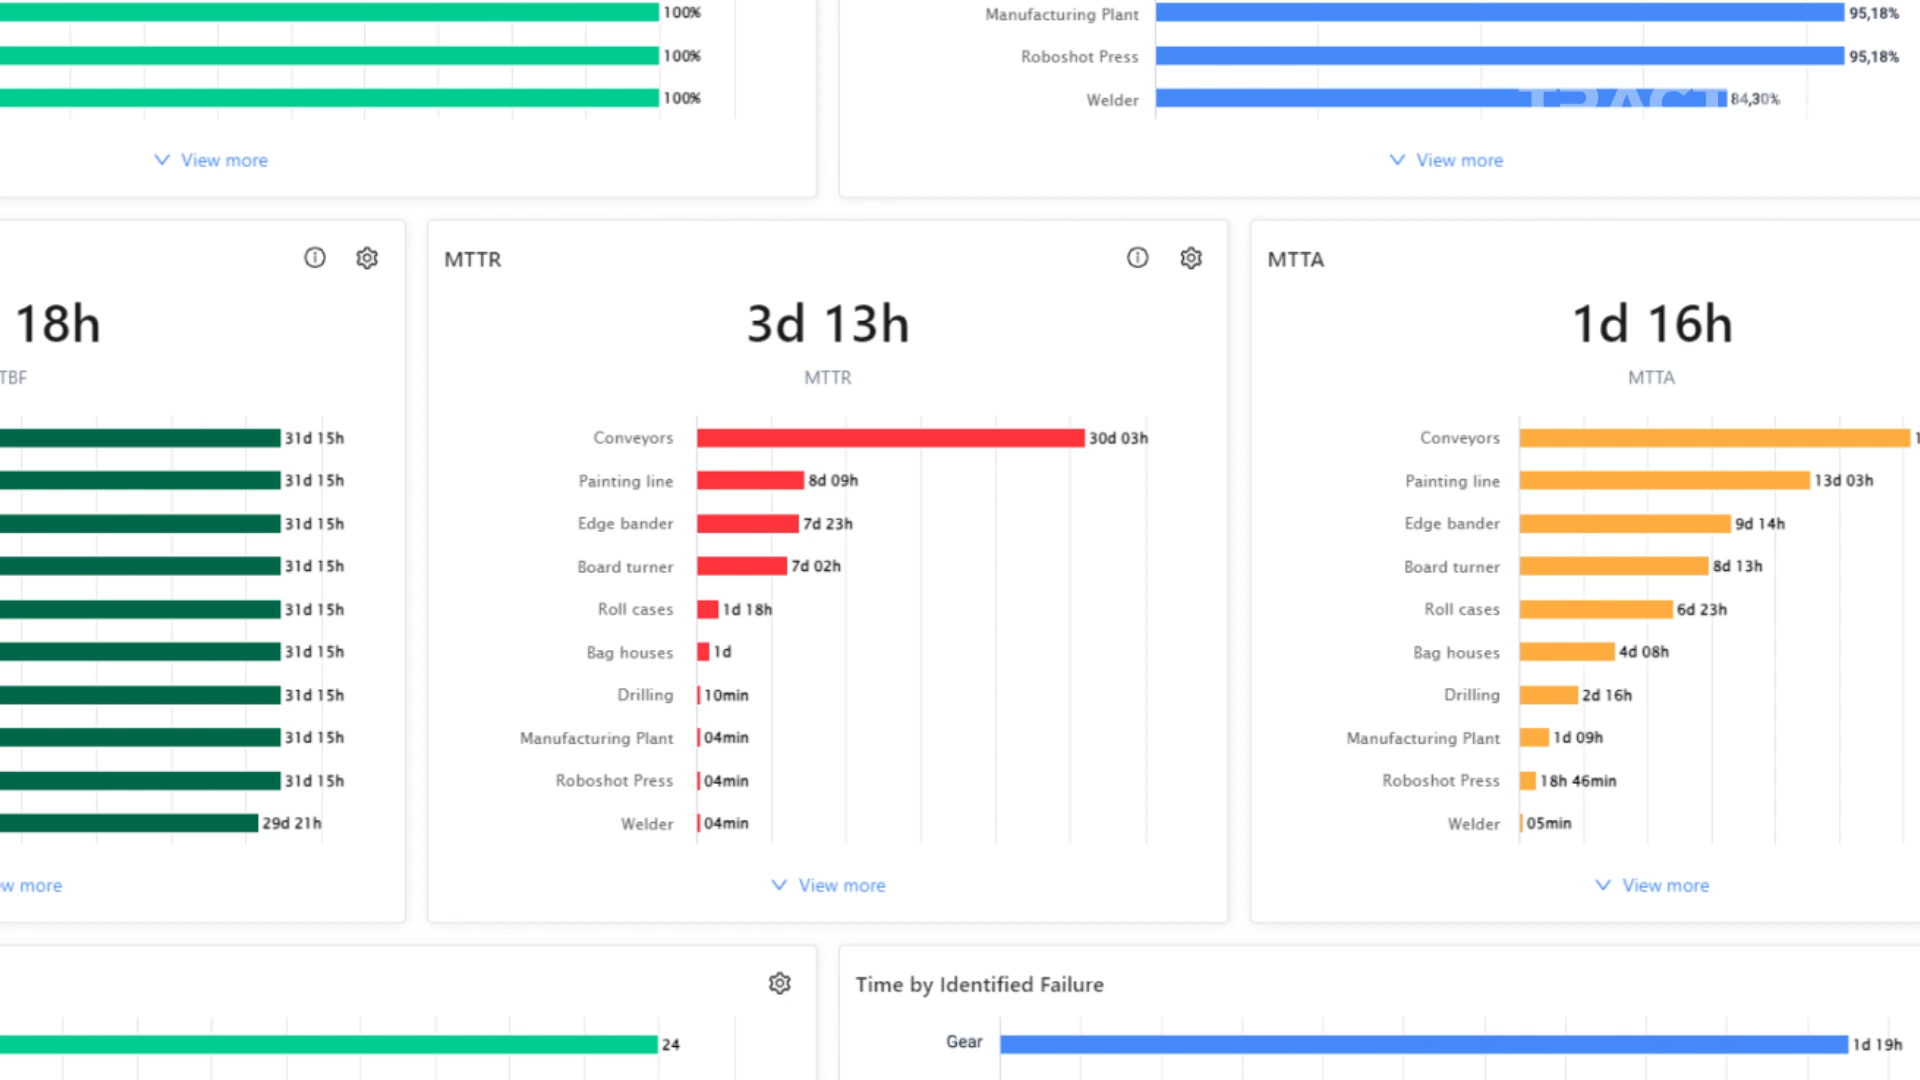 100%
100%
100%
View more
Manufacturing Plant 95,18%
Roboshot Press 95,18%
Welder 84,30%
View more
18h
TBF
31d 15h
31d 15h
31d 15h
31d 15h
31d 15h
31d 15h
31d 15h
31d 15h
31d 15h
29d 21h
ew more
MTTR
3d 13h
MTTR
Conveyors 30d 03h
Painting line 8d 09h
Edge bander 7d 23h
Board turner 7d 02h
Roll cases 1d 18h
Bag houses 1d
Drilling 10min
Manufacturing Plant 04min
Roboshot Press 04min
Welder 04min
View more
MTTA
1d 16h
MTTA
Conveyors 1
Painting line 13d 03h
Edge bander 9d 14h
Board turner 8d 13h
Roll cases 6d 23h
Bag houses 4d 08h
Drilling 2d 16h
Manufacturing Plant 1d 09h
Roboshot Press 18h 46min
Welder 05min
View more
24
Time by Identified Failure
Gear 1d 19h